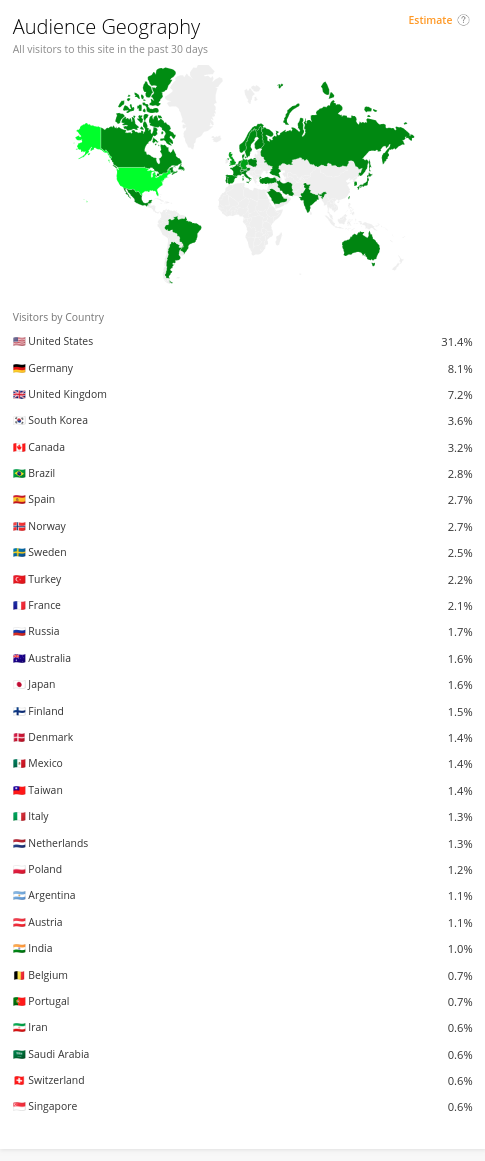 Audience Geography
Estimate ?
All visitors to this site in the past 30 days
Visitors by Country
United States 31.4%
Germany 8.1%
United Kingdom 7.2%
South Korea 3.6%
Canada 3.2%
Brazil 2.8%
Spain 2.7%
Norway 2.7%
Sweden 2.5%
Turkey 2.2%
France 2.1%
Russia 1.7%
Australia 1.6%
Japan 1.6%
Finland 1.5%
Denmark 1.4%
Mexico 1.4%
Taiwan 1.4%
Italy 1.3%
Netherlands 1.3%
Poland 1.2%
Argentina 1.1%
Austria 1.1%
India 1.0%
Belgium 0.7%
Portugal 0.7%
Iran 0.6%
Saudi Arabia 0.6%
Switzerland 0.6%
Singapore 0.6%